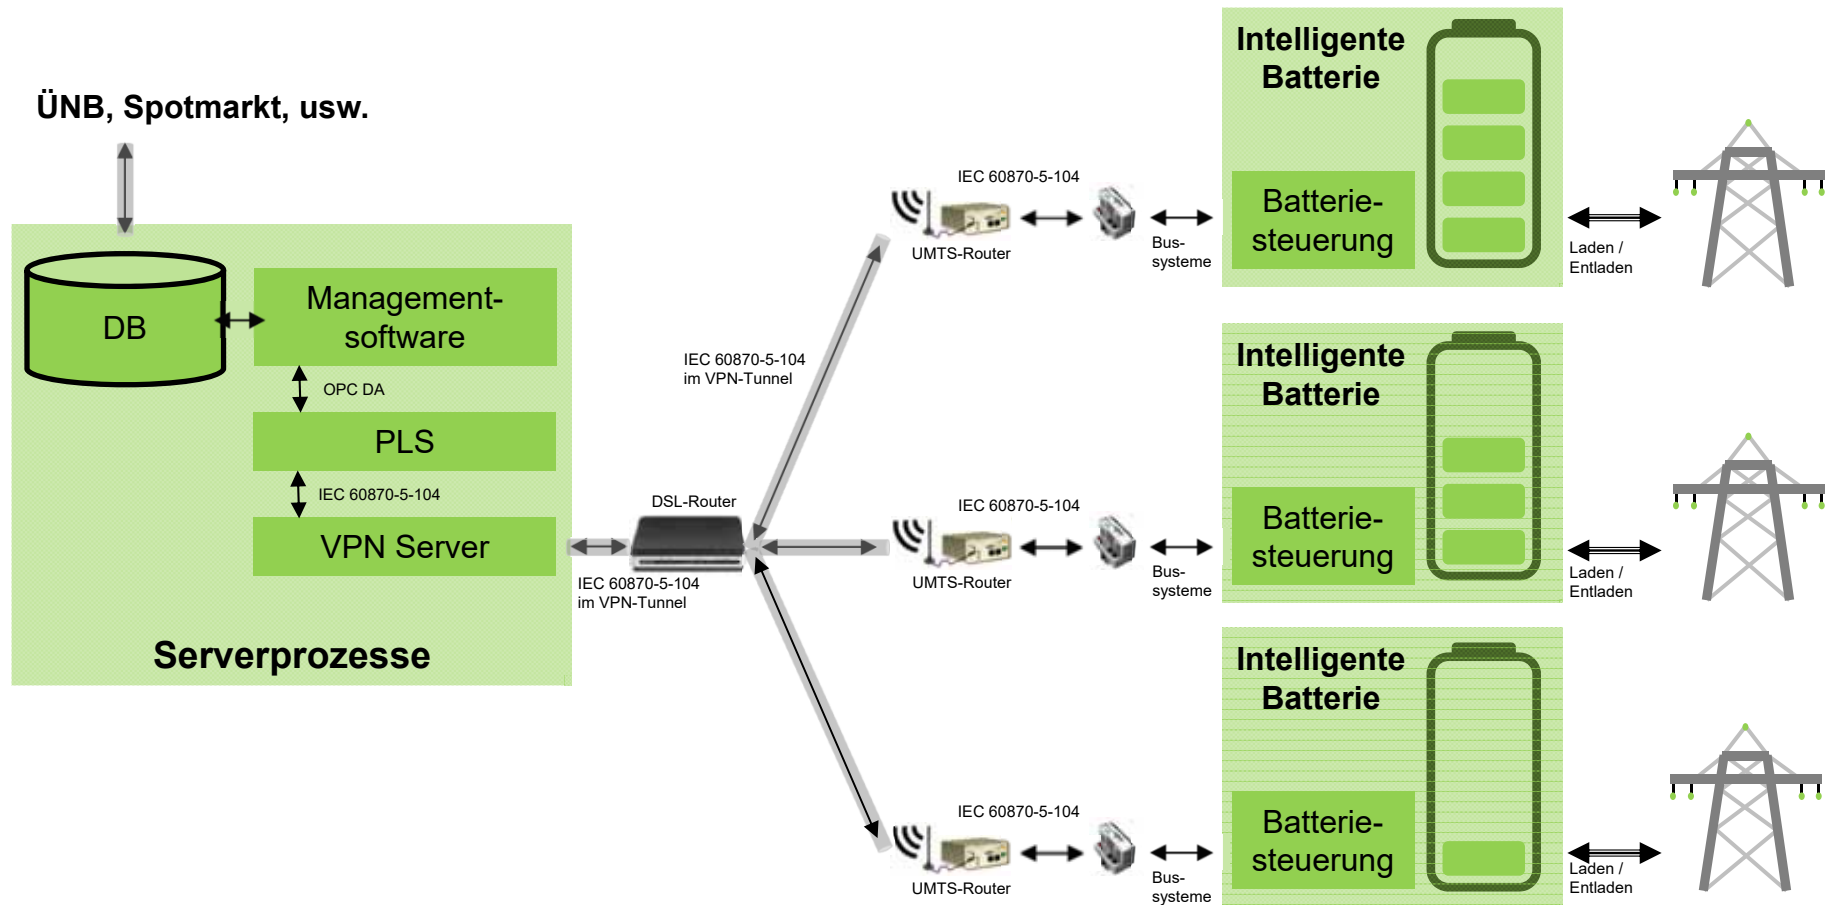 ÜNB, Spotmarkt, usw.
DB
Management-
software
OPC DA
PLS
IEC 60870-5-104
VPN Server
Serverprozesse
IEC 60870-5-104
im VPN-Tunnel
DSL-Router
IEC 60870-5-104
im VPN-Tunnel
IEC 60870-5-104
UMTS-Router
Bus-
systeme
Intelligente
Batterie
Batterie-
steuerung
Laden /
Entladen
IEC 60870-5-104
UMTS-Router
Bus-
systeme
Intelligente
Batterie
Batterie-
steuerung
Laden /
Entladen
IEC 60870-5-104
UMTS-Router
Bus-
systeme
Intelligente
Batterie
Batterie-
steuerung
Laden /
Entladen